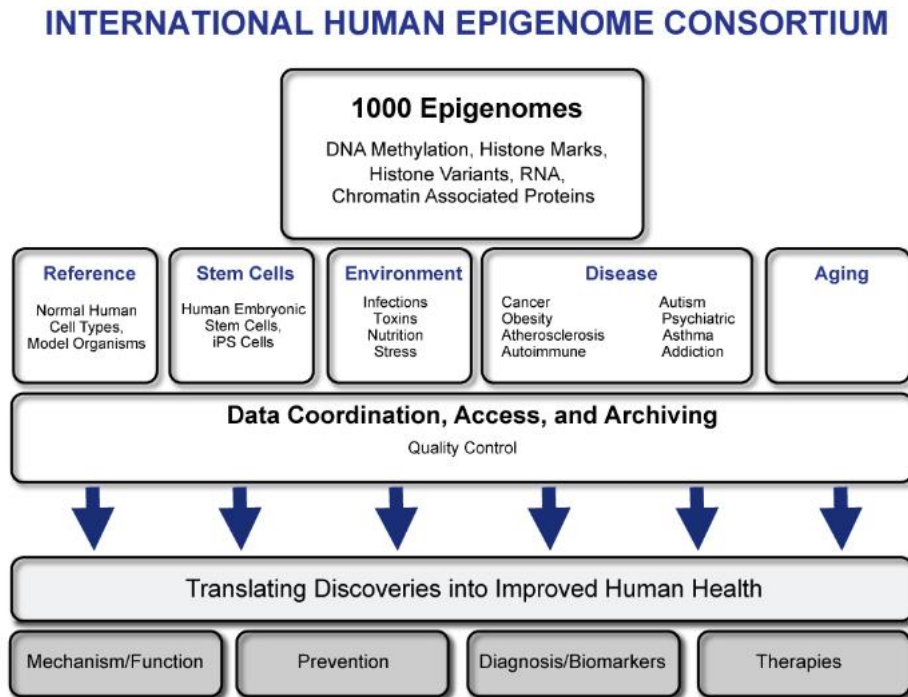 INTERNATIONAL HUMAN EPIGENOME CONSORTIUM
1000 Epigenomes
DNA Methylation, Histone Marks,
Histone Variants, RNA,
Chromatin Associated Proteins
Reference
Normal Human
Cell Types,
Model Organisms
Stem Cells
Human Embryonic
Stem Cells,
iPS Cells
Environment
Infections
Toxins
Nutrition
Stress
Disease
Cancer
Obesity
Atherosclerosis
Autoimmune
Autism
Psychiatric
Asthma
Addiction
Aging
Data Coordination, Access, and Archiving
Quality Control
Translating Discoveries into Improved Human Health
Mechanism/Function
Prevention
Diagnosis/Biomarkers
Therapies